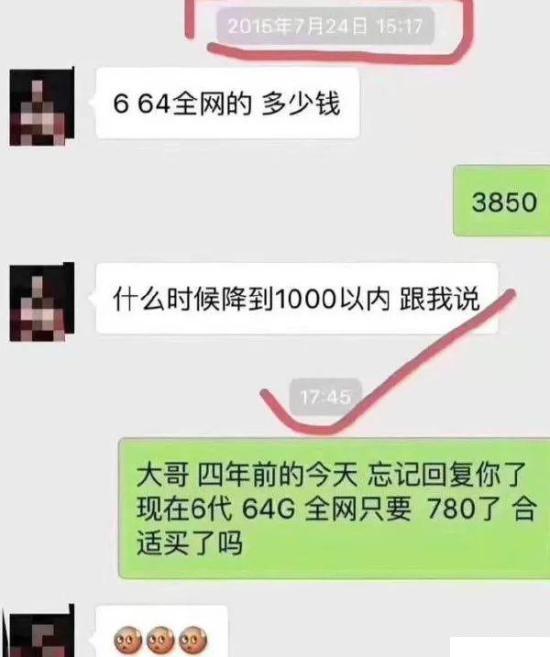 2015年7月24日 15:17
6 64全网的 多少钱
3850
什么时候降到1000以内 跟我说
17:45
大哥 四年前的今天 忘记回复你了
现在6代 64G 全网只要 780了 合
适买了吗